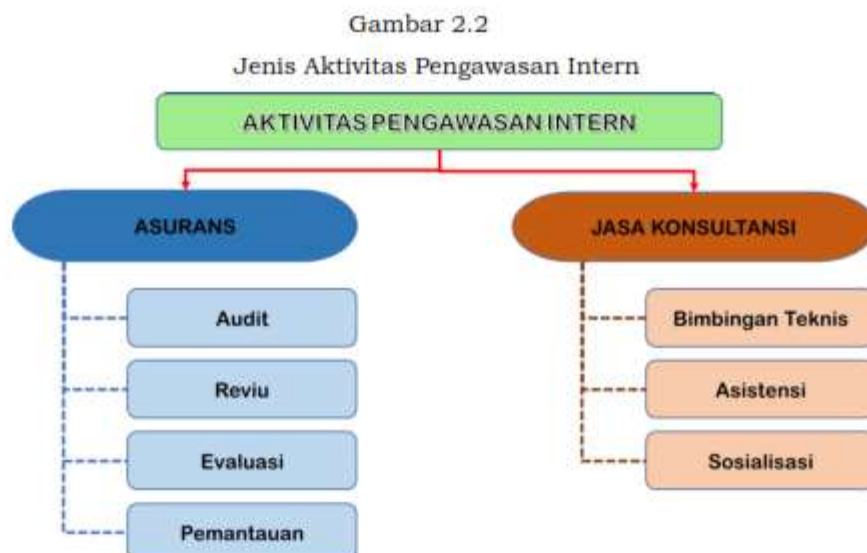 Gambar 2.2
Jenis Aktivitas Pengawasan Intern
AKTIVITAS PENGAWASAN INTERN
ASURANS
Audit
Reviu
Evaluasi
Pemantauan
JASA KONSULTANSI
Bimbingan Teknis
Asistensi
Sosialisasi